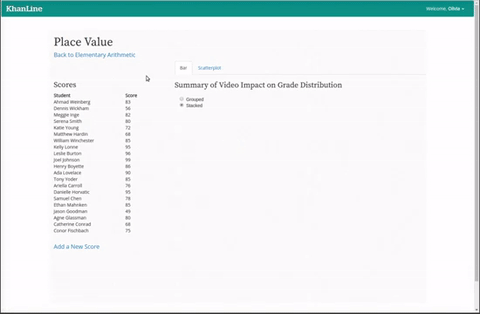 KhanLine
Welcome, Olivia
Place Value
Back to Elementary Arithmetic
Bar Scatterplot
Scores
Summary of Video Impact on Grade Distribution
Student Score
Grouped
Stacked
Ahmad Weinberg 83
Dennis Wickham 56
Meggie Inge 82
Serena Smith 80
Katie Young 72
Matthew Hardin 68
William Winchester 85
Kelly Lonne 95
Leslie Burton 96
Joel Johnson 99
Henry Boyette 86
Ada Lovelace 90
Tony Yoder 85
Ariella Carroll 76
Danielle Horvatic 95
Samuel Chen 78
Ethan Mahnken 85
Jason Goodman 49
Agne Glassman 80
Catherine Conrad 68
Conor Fischbach 75
Add a New Score